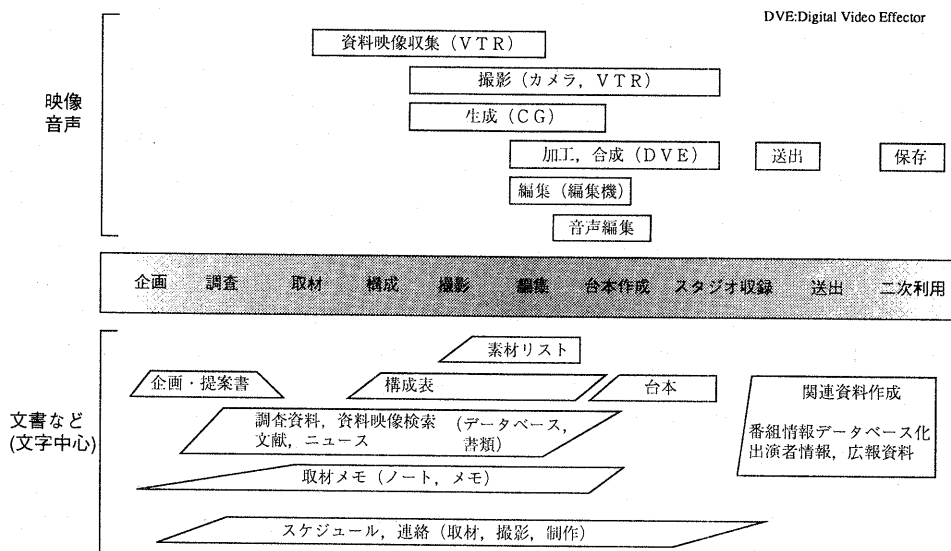 DVE:Digital Video Effector
資料映像収集（ＶＴＲ）
撮影（カメラ，ＶＴＲ）
映像
音声
生成（ＣＧ）
加工，合成（ＤＶＥ）
送出
保存
編集（編集機）
音声編集
企画 調査 取材 構成 撮影 編集 台本作成 スタジオ収録 送出 二次利用
素材リスト
企画・提案書
構成表
台本
関連資料作成
文書など
(文字中心)
調査資料，資料映像検索 （データベース，
文献，ニュース 書類）
番組情報データベース化
出演者情報，広報資料
取材メモ（ノート，メモ）
スケジュール，連絡（取材，撮影，制作）